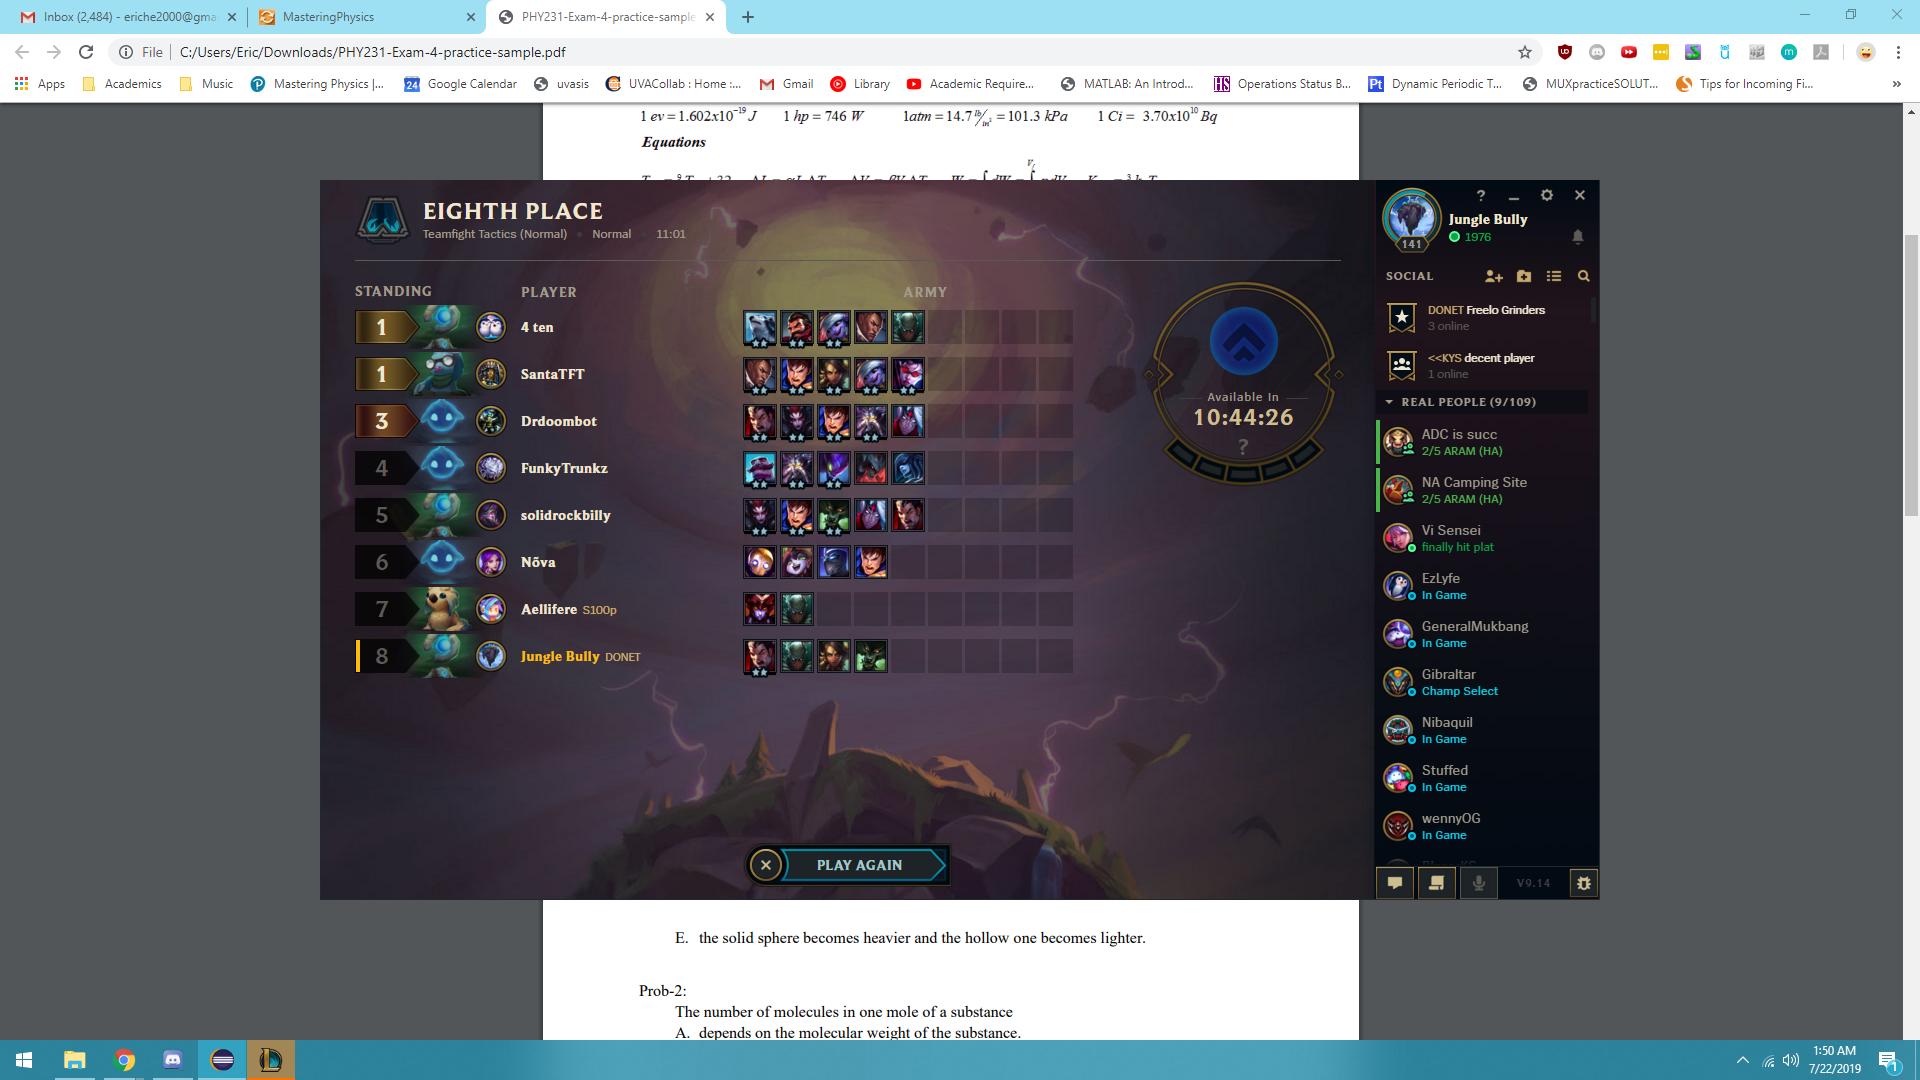 Inbox (2,484) - eriche2000@gma
MasteringPhysics
PHY231-Exam-4-practice-sample
File | C:/Users/Eric/Downloads/PHY231-Exam-4-practice-sample.pdf
Apps Academics Music Mastering Physics |... 24 Google Calendar uvasis UVACollab : Home :... Gmail Library Academic Require... MATLAB: An Introd... HS Operations Status B... Pt Dynamic Periodic T... MUXpracticeSOLUT... Tips for Incoming Fi... »
1 ev = 1.602x10⁻¹⁹ J 1 hp = 746 W 1atm = 14.7 lb/in² = 101.3 kPa 1 Ci = 3.70x10¹⁰ Bq
Equations
EIGHTH PLACE
Teamfight Tactics (Normal) Normal 11:01
STANDING PLAYER ARMY
1 4 ten
1 SantaTFT
3 Drdoombot
4 FunkyTrunkz
5 solidrockbilly
6 Nõva
7 Aellifere S100p
8 Jungle Bully DONET
Available In
10:44:26
?
PLAY AGAIN
?
Jungle Bully
1976
141
SOCIAL
DONET Freelo Grinders
3 online
<<KYS decent player
1 online
REAL PEOPLE (9/109)
ADC is succ
2/5 ARAM (HA)
NA Camping Site
2/5 ARAM (HA)
Vi Sensei
finally hit plat
EzLyfe
In Game
GeneralMukbang
In Game
Gibraltar
Champ Select
Nibaquil
In Game
Stuffed
In Game
wennyOG
In Game
V9.14
E. the solid sphere becomes heavier and the hollow one becomes lighter.
Prob-2:
The number of molecules in one mole of a substance
A. depends on the molecular weight of the substance.
1:50 AM
7/22/2019
1